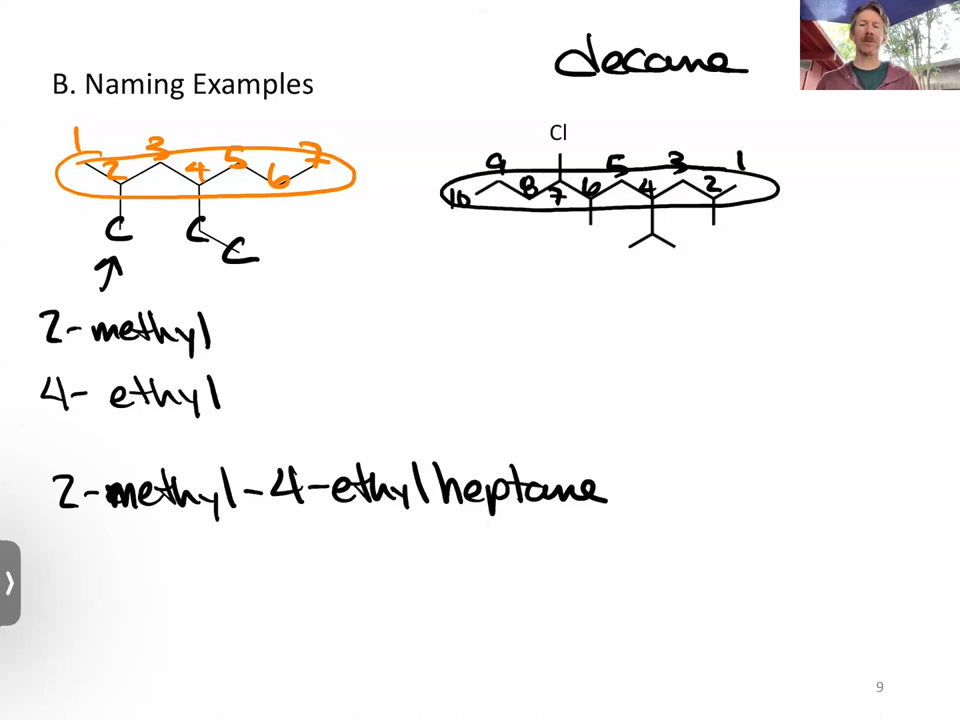 decane
B. Naming Examples
Cl
1 2 3 4 5 6 7
10 9 8 7 6 5 4 3 2 1
C C
C
2-methyl
4-ethyl
2-methyl-4-ethylheptane
9